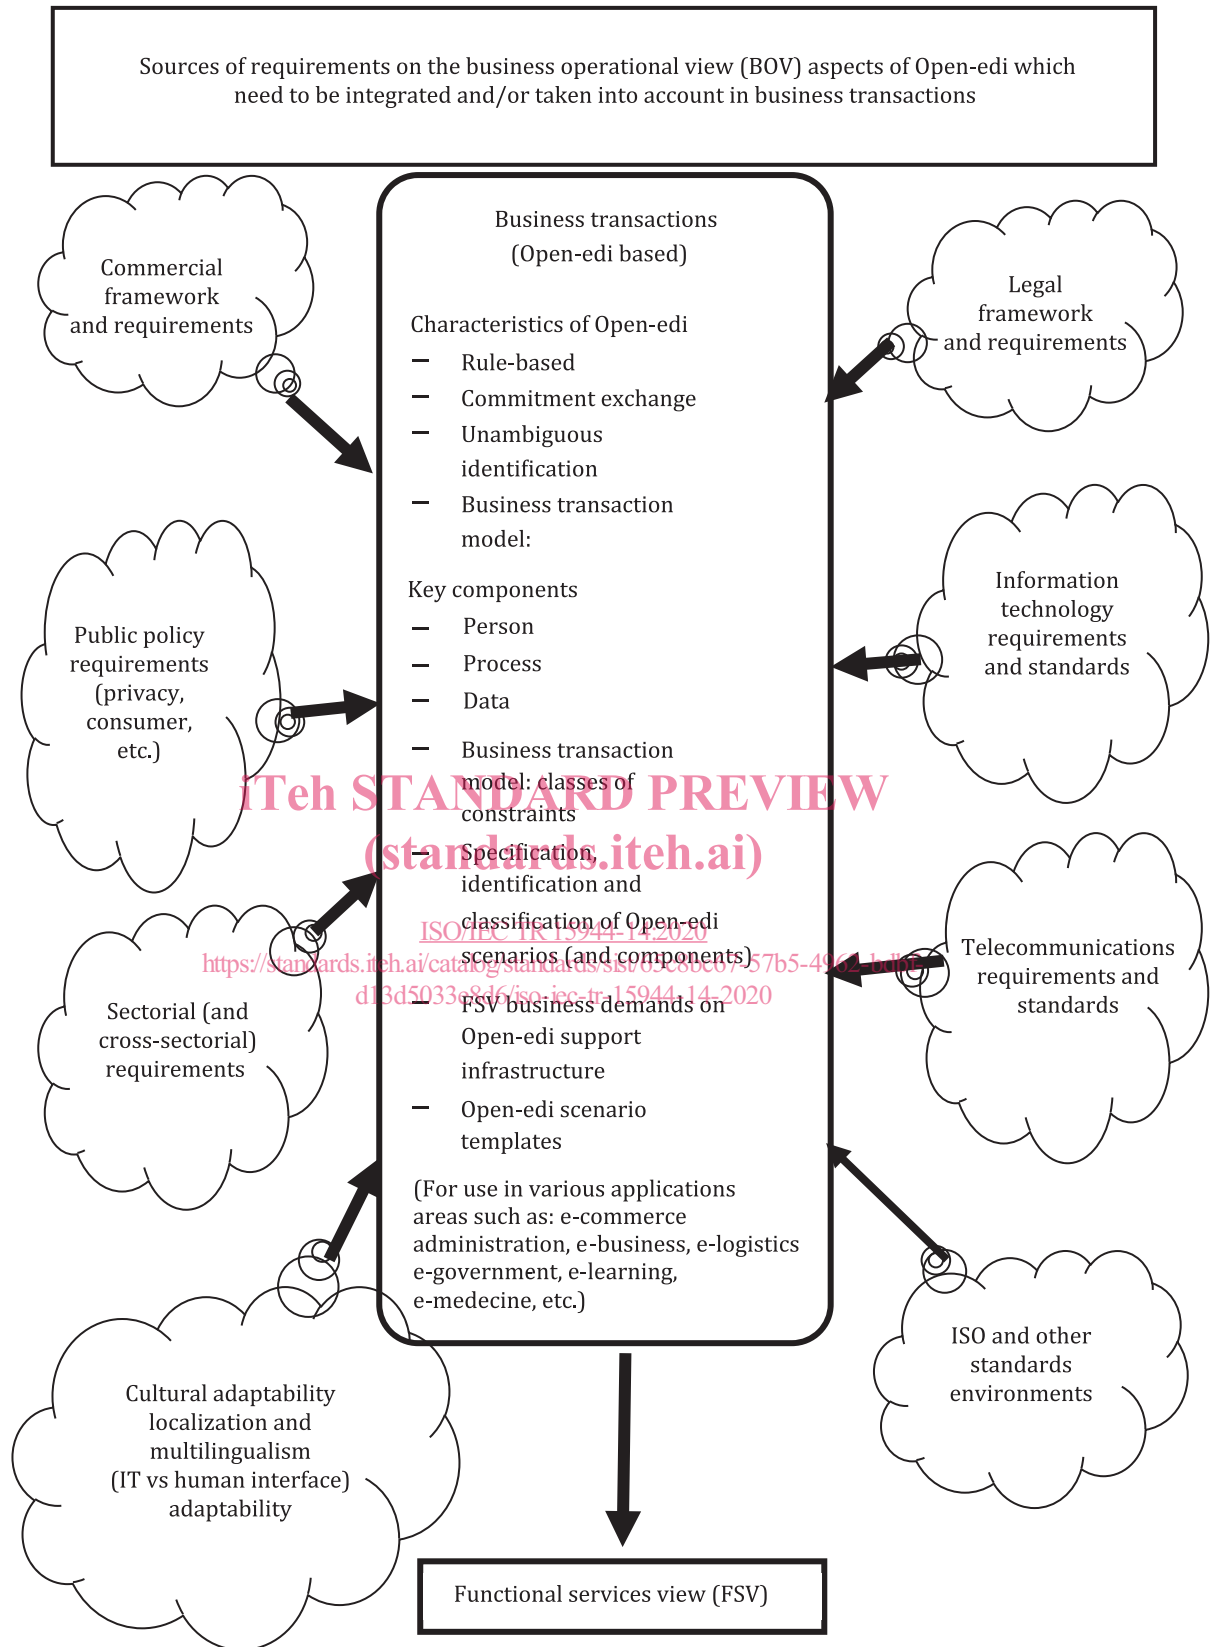 Sources of requirements on the business operational view (BOV) aspects of Open-edi which
need to be integrated and/or taken into account in business transactions
Business transactions
(Open-edi based)
Characteristics of Open-edi
— Rule-based
— Commitment exchange
— Unambiguous
identification
— Business transaction
model:
Key components
— Person
— Process
— Data
— Business transaction
model: classes of
constraints
— Specification,
identification and
classification of Open-edi
scenarios (and components)
— FSV business demands on
Open-edi support
infrastructure
— Open-edi scenario
templates
(For use in various applications
areas such as: e-commerce
administration, e-business, e-logistics
e-government, e-learning,
e-medecine, etc.)
Commercial
framework
and requirements
Public policy
requirements
(privacy,
consumer,
etc.)
Sectorial (and
cross-sectorial)
requirements
Cultural adaptability
localization and
multilingualism
(IT vs human interface)
adaptability
Legal
framework
and requirements
Information
technology
requirements
and standards
Telecommunications
requirements and
standards
ISO and other
standards
environments
Functional services view (FSV)
iTeh STANDARD PREVIEW
(standards.iteh.ai)
ISO/IEC TR 15944-14:2020
d13d5033e8d6/iso-iec-tr-15944-14-2020